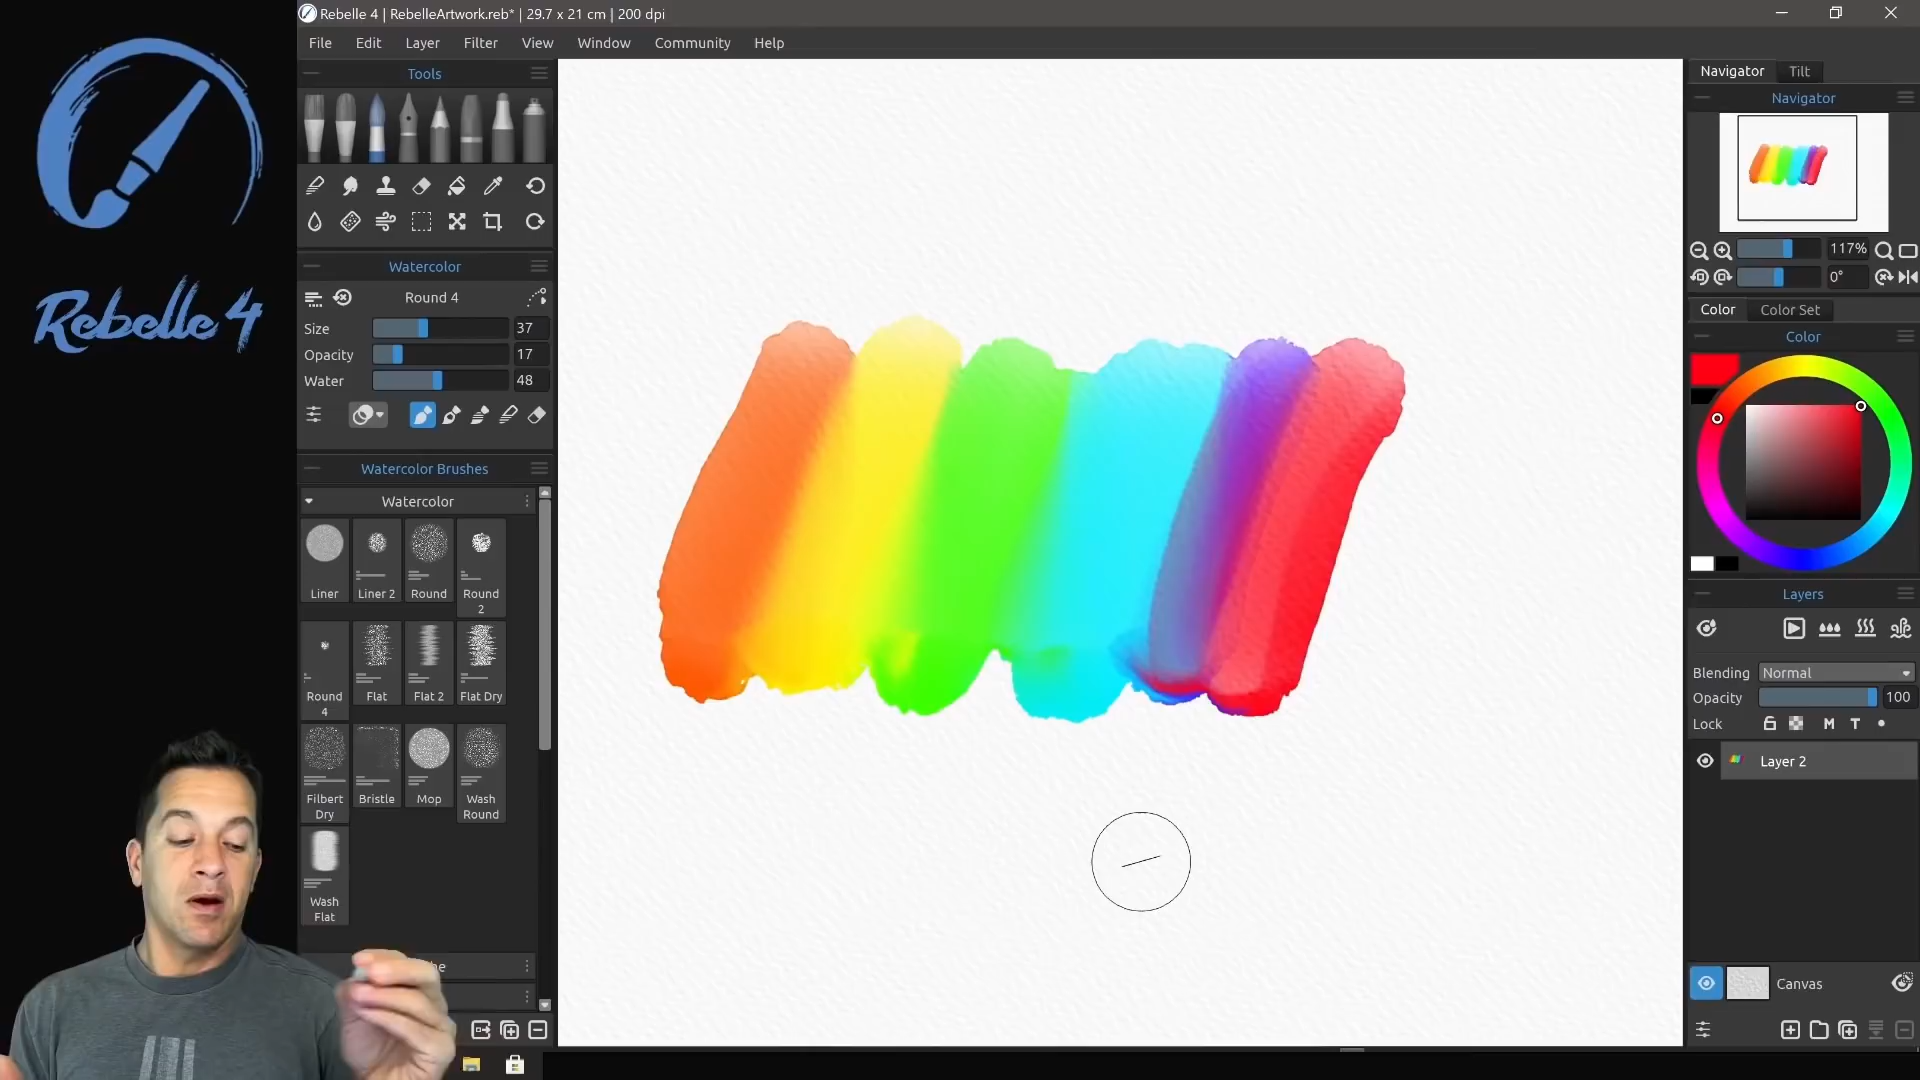 Rebelle 4 | RebelleArtwork.reb* | 29.7 x 21 cm | 200 dpi
File Edit Layer Filter View Window Community Help
Rebelle 4
Tools
Watercolor
Round 4
Size 37
Opacity 17
Water 48
Watercolor Brushes
Watercolor
Liner
Liner 2
Round
Round
2
Round
4
Flat
Flat 2
Flat Dry
Filbert
Dry
Bristle
Mop
Wash
Round
Wash
Flat
Navigator Tilt
Navigator
117%
0°
Color Color Set
Color
Layers
Blending Normal
Opacity 100
Lock M T
Layer 2
Canvas